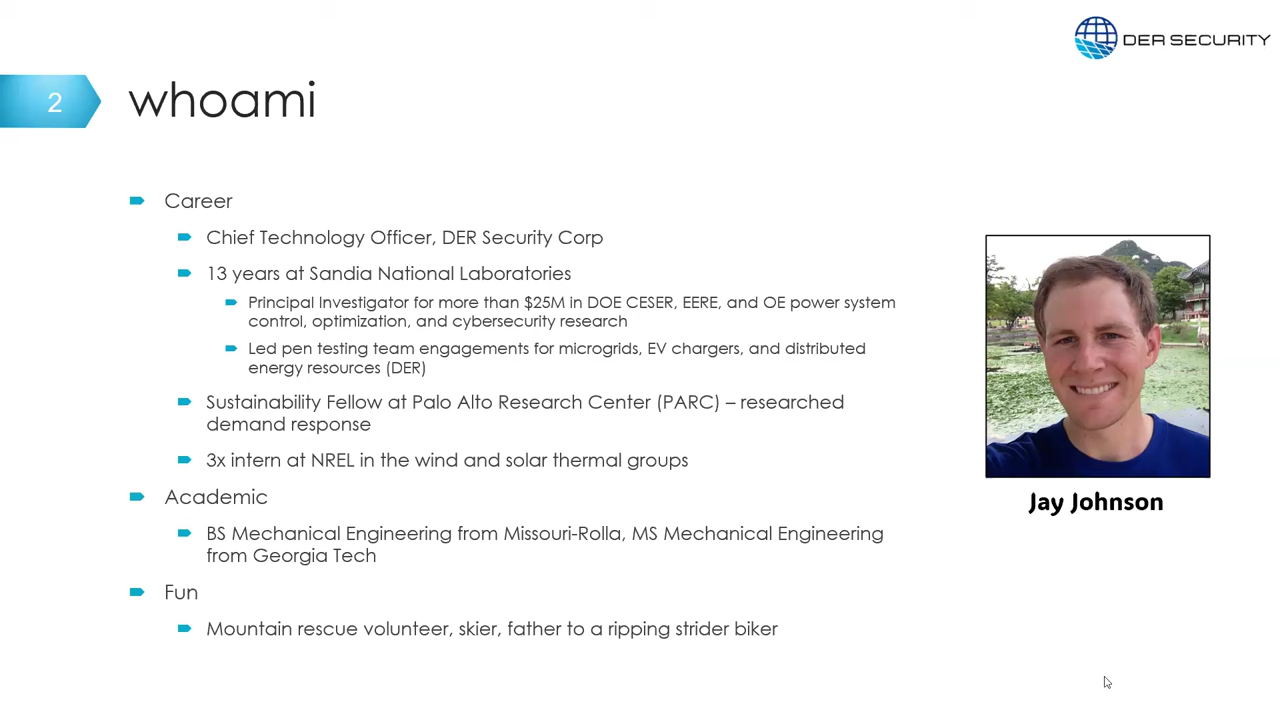 DER SECURITY
2
whoami
Career
Chief Technology Officer, DER Security Corp
13 years at Sandia National Laboratories
Principal Investigator for more than $25M in DOE CESER, EERE, and OE power system
control, optimization, and cybersecurity research
Led pen testing team engagements for microgrids, EV chargers, and distributed
energy resources (DER)
Sustainability Fellow at Palo Alto Research Center (PARC) – researched
demand response
3x intern at NREL in the wind and solar thermal groups
Academic
BS Mechanical Engineering from Missouri-Rolla, MS Mechanical Engineering
from Georgia Tech
Fun
Mountain rescue volunteer, skier, father to a ripping strider biker
Jay Johnson